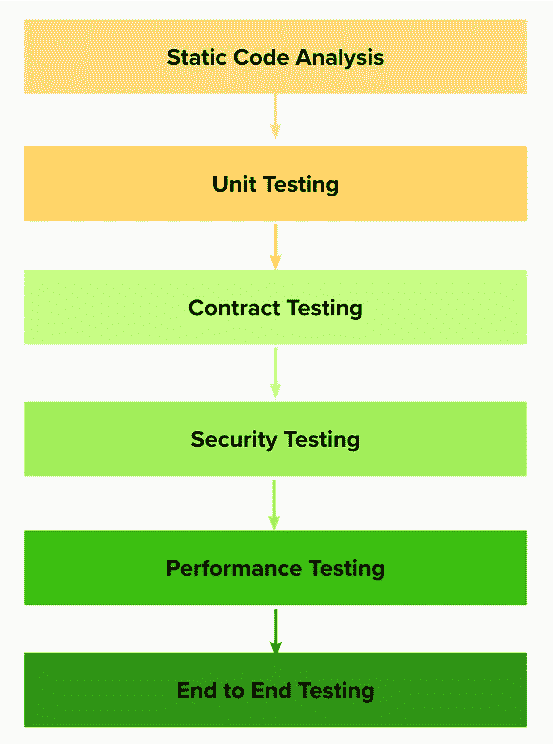 Static Code Analysis
Unit Testing
Contract Testing
Security Testing
Performance Testing
End to End Testing